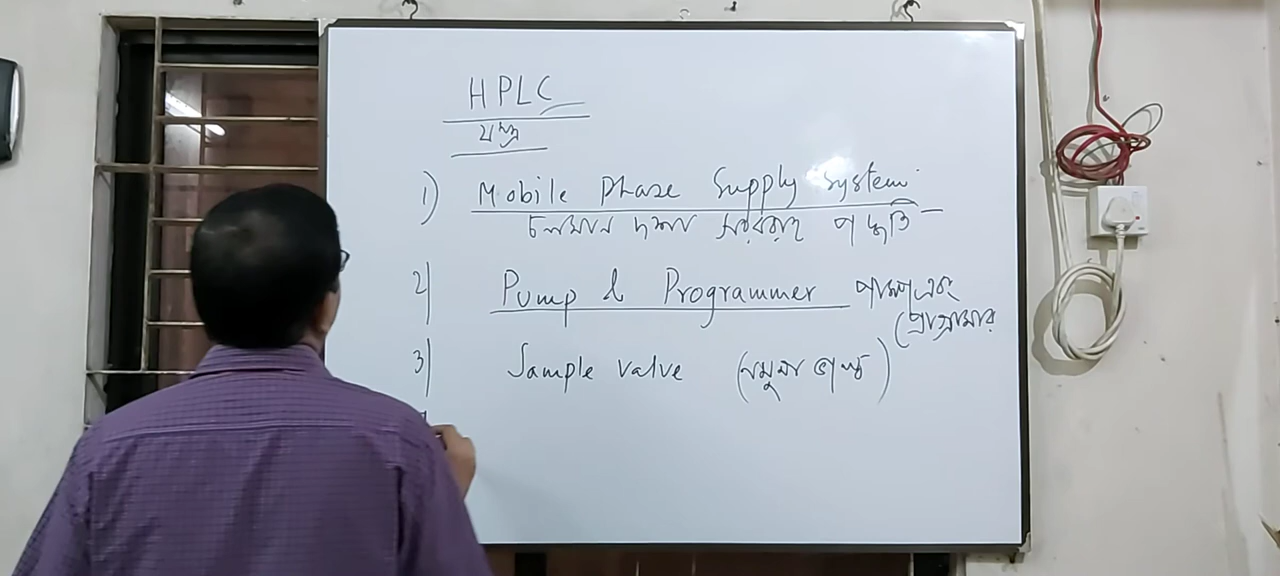 HPLC
যন্ত্র
1) Mobile Phase Supply System
চলমান দশার সরবরাহ পদ্ধতি
2) Pump & Programmer পাম্প এবং
(প্রোগ্রামার
3) Sample valve (নমুনা ভাল্ভ)